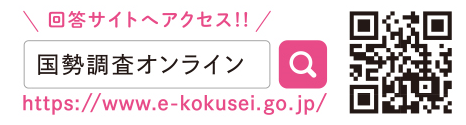 \ 回答サイトへアクセス!! /
国勢調査オンライン
https://www.e-kokusei.go.jp/